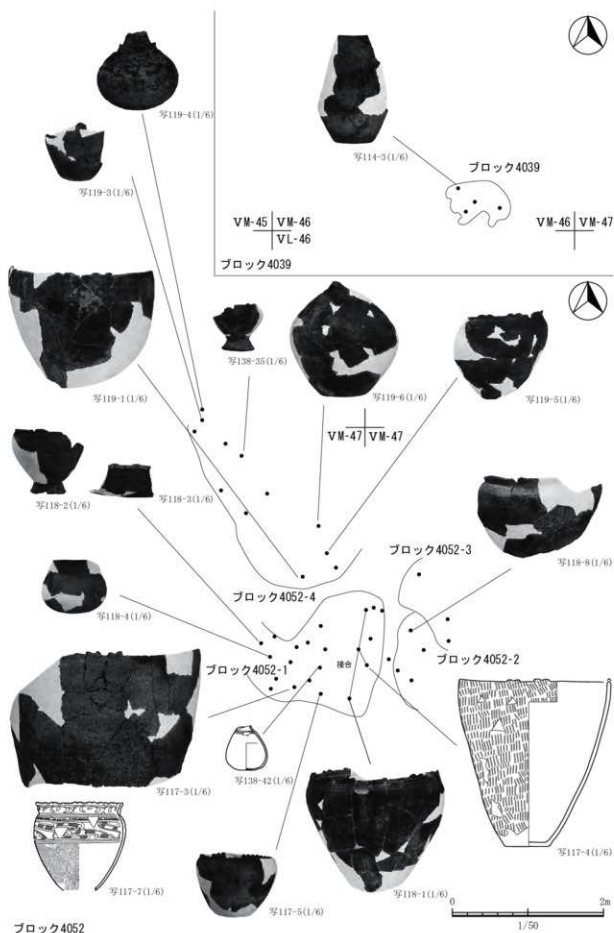 写119-4(1/6)
写119-3(1/6)
写114-3(1/6)
ブロック4039
ⅤM-45 ⅤM-46
ⅤL-46
ⅤM-46 ⅤM-47
ブロック4039
写119-1(1/6)
写138-35(1/6)
写119-6(1/6)
写119-5(1/6)
ⅤM-47 ⅤM-47
写118-2(1/6)
写118-3(1/6)
写118-8(1/6)
ブロック4052-3
ブロック4052-4
写118-4(1/6)
ブロック4052-1
ブロック4052-2
接合
写117-3(1/6)
写138-42(1/6)
写117-4(1/6)
写117-7(1/6)
写117-5(1/6)
写118-1(1/6)
0 2m
1/50
ブロック4052